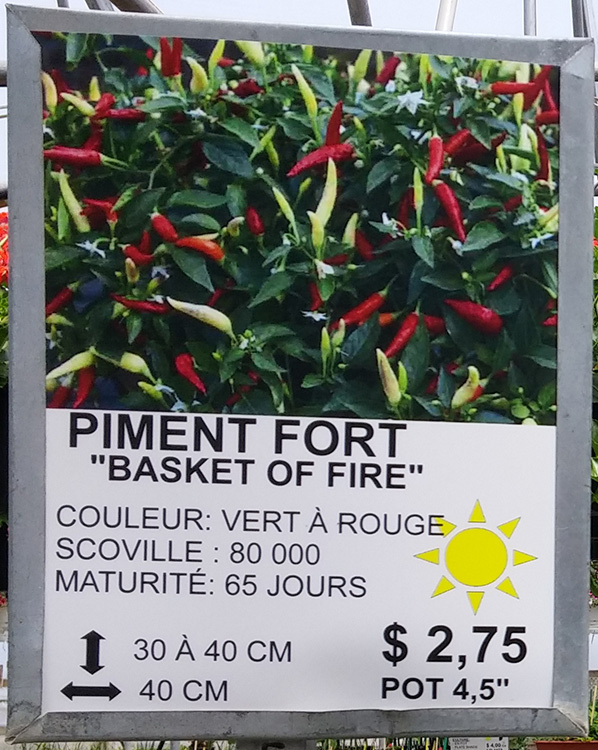 PIMENT FORT
"BASKET OF FIRE"
COULEUR: VERT À ROUGE
SCOVILLE : 80 000
MATURITÉ: 65 JOURS
30 À 40 CM
40 CM
$ 2,75
POT 4,5"